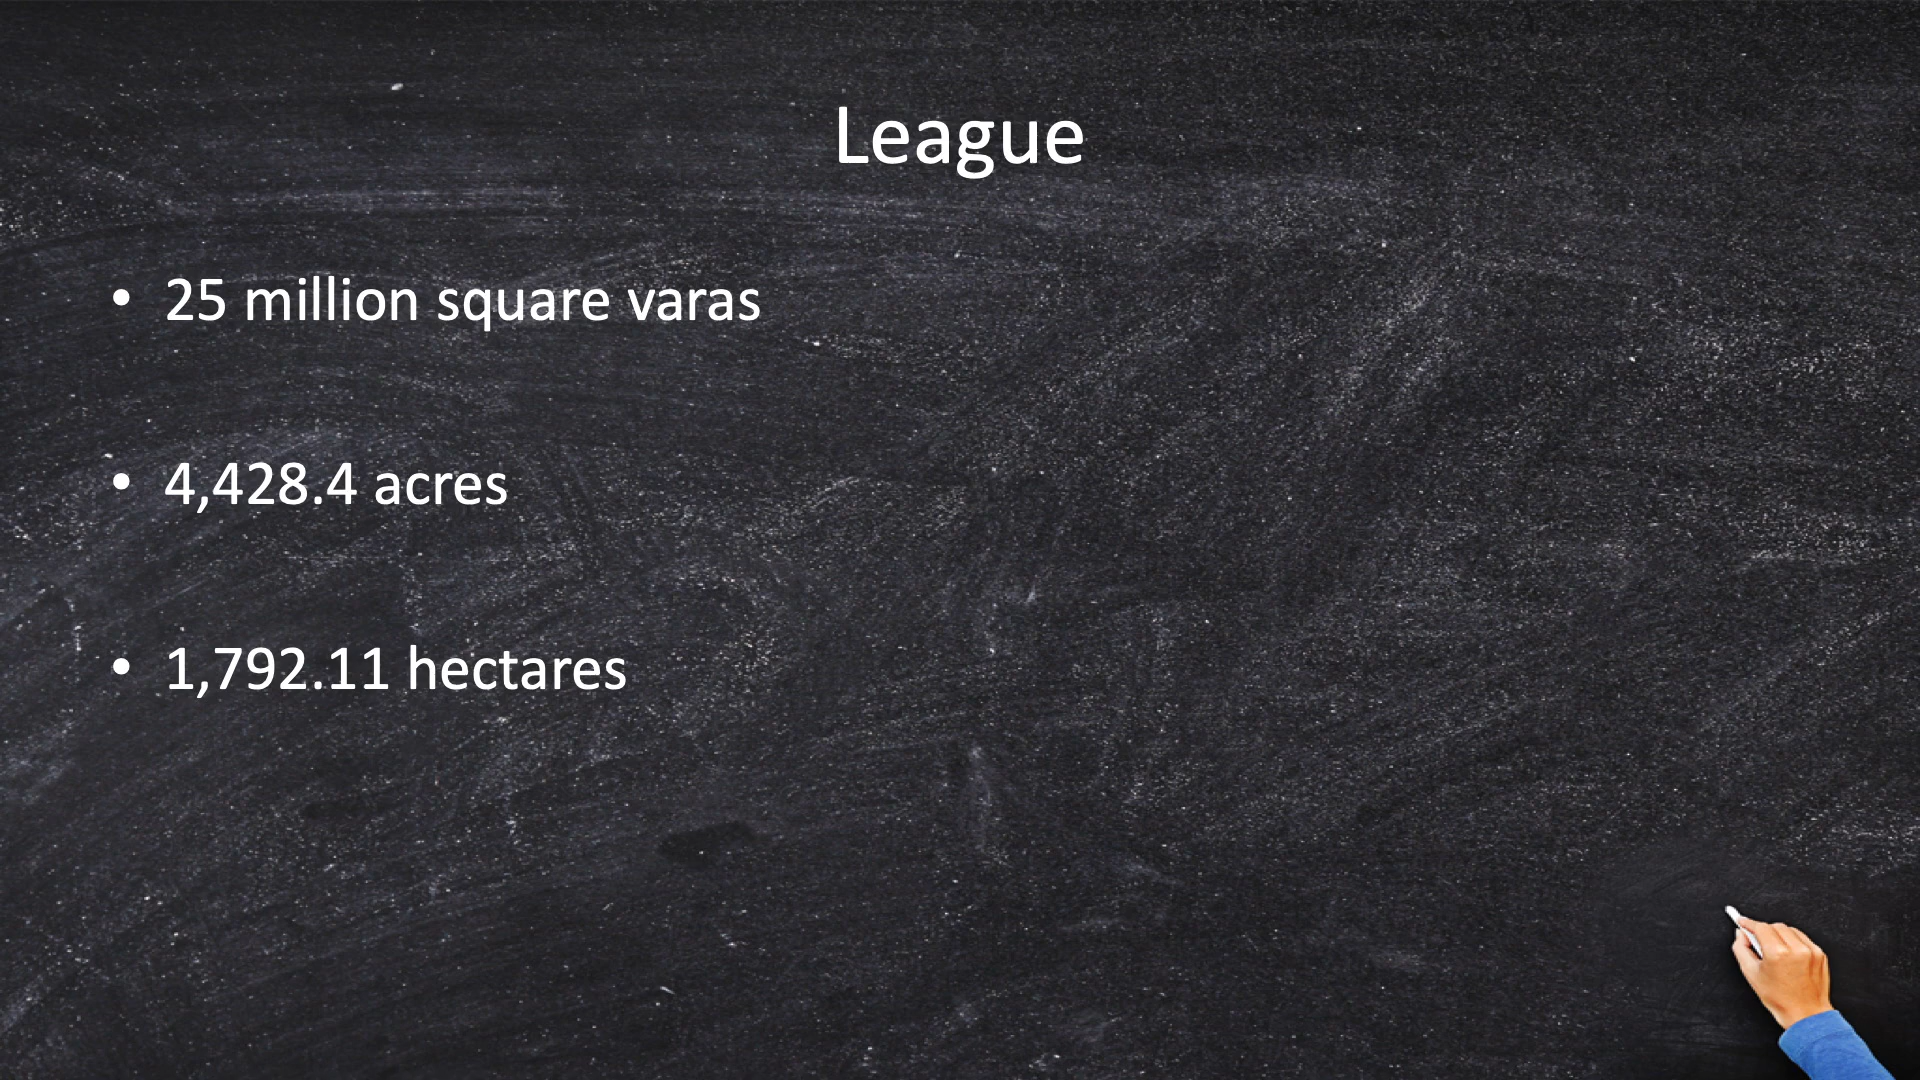 League
• 25 million square varas
• 4,428.4 acres
• 1,792.11 hectares